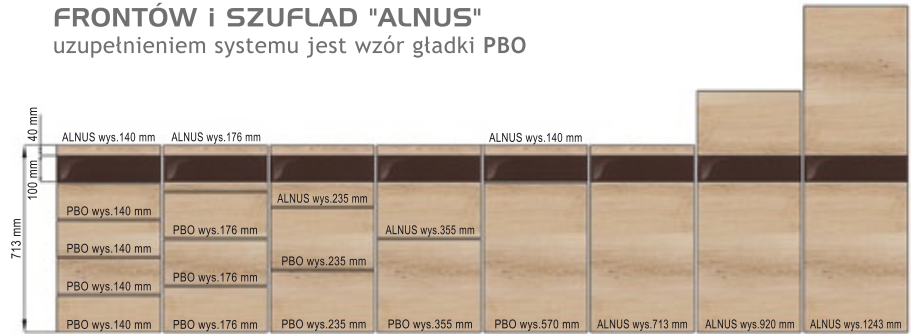 FRONTÓW i SZUFLAD "ALNUS"
uzupełnieniem systemu jest wzór gładki PBO
40 mm
100 mm
713 mm
ALNUS wys.140 mm
PBO wys.140 mm
PBO wys.140 mm
PBO wys.140 mm
PBO wys.140 mm
ALNUS wys.176 mm
PBO wys.176 mm
PBO wys.176 mm
PBO wys.176 mm
ALNUS wys.235 mm
PBO wys.235 mm
PBO wys.235 mm
ALNUS wys.355 mm
PBO wys.355 mm
ALNUS wys.140 mm
PBO wys.570 mm
ALNUS wys.713 mm
ALNUS wys.920 mm
ALNUS wys.1243 mm